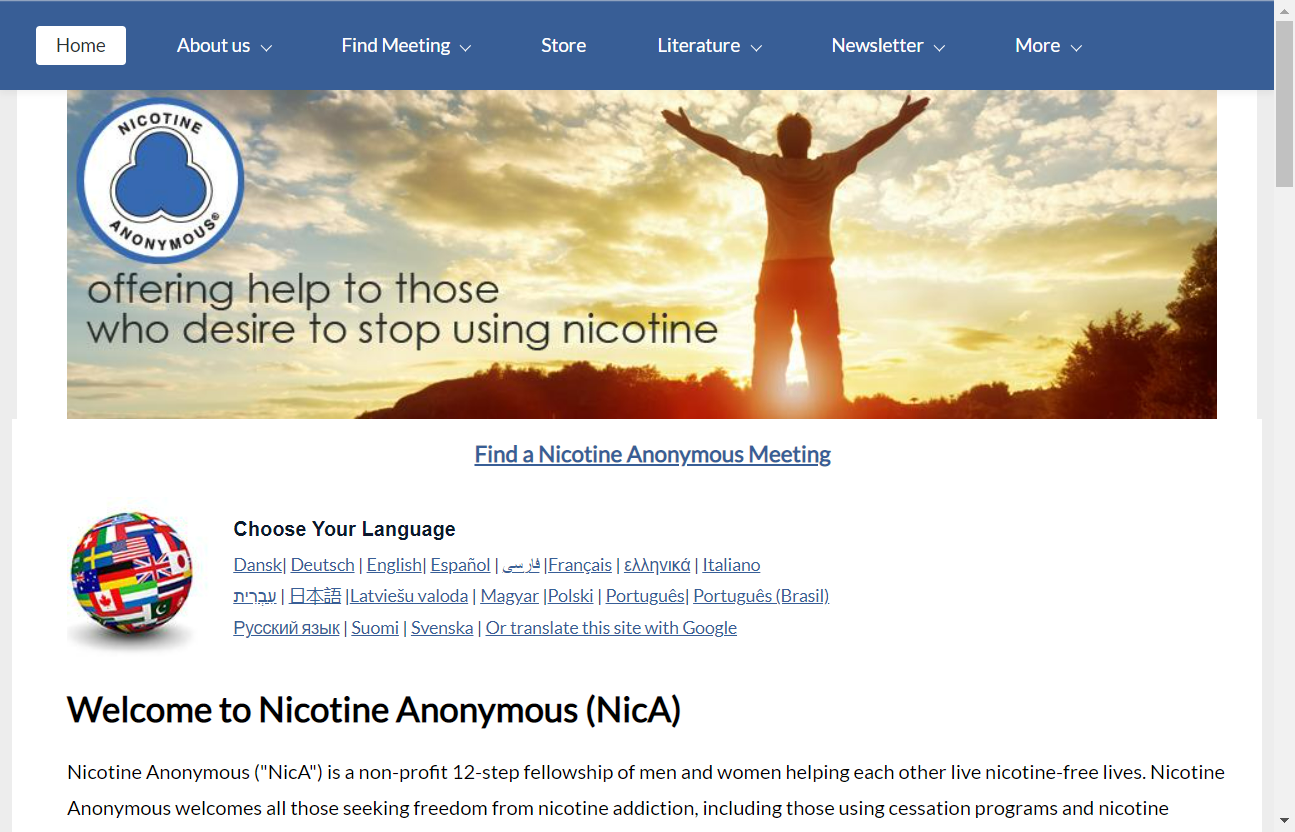 Home About us Find Meeting Store Literature Newsletter More
NICOTINE
ANONYMOUS®
offering help to those
who desire to stop using nicotine
Find a Nicotine Anonymous Meeting
Choose Your Language
Dansk| Deutsch | English| Español | فارسی |Français | ελληνικά | Italiano
עִבְרִית | 日本語 |Latviešu valoda | Magyar |Polski | Português| Português (Brasil)
Русский язык | Suomi | Svenska | Or translate this site with Google
Welcome to Nicotine Anonymous (NicA)
Nicotine Anonymous ("NicA") is a non-profit 12-step fellowship of men and women helping each other live nicotine-free lives. Nicotine
Anonymous welcomes all those seeking freedom from nicotine addiction, including those using cessation programs and nicotine